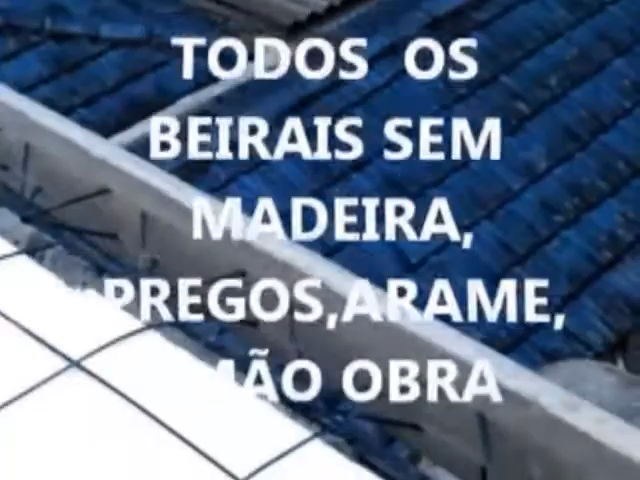 TODOS OS
BEIRAIS SEM
MADEIRA,
PREGOS,ARAME,
MÃO OBRA